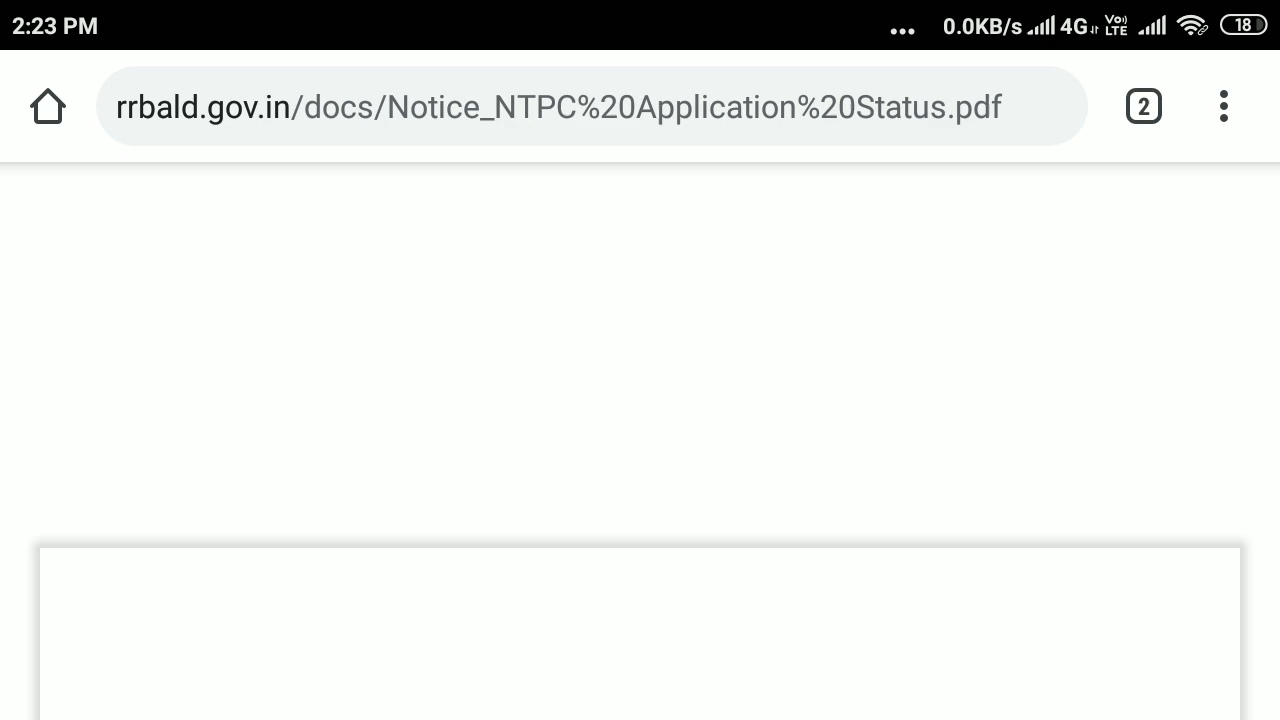 2:23 PM
... 0.0KB/s 4G Vo) LTE 18
rrbald.gov.in/docs/Notice_NTPC%20Application%20Status.pdf
2